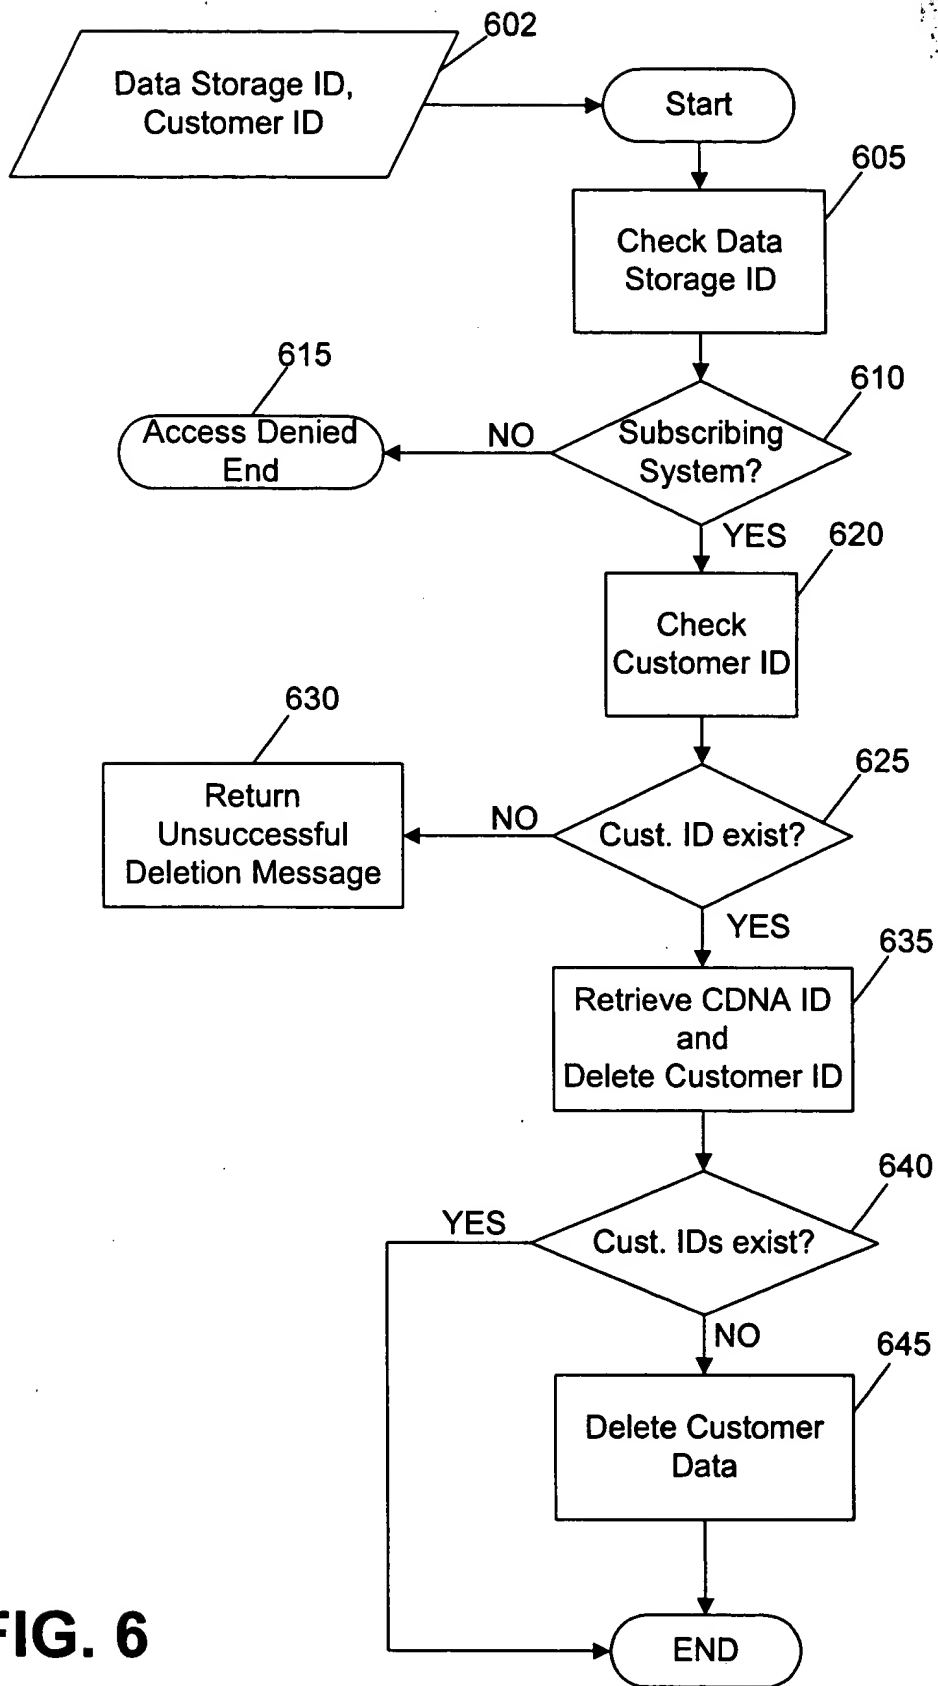 602
Data Storage ID,
Customer ID
Start
605
Check Data
Storage ID
615
610
Access Denied
End
NO
Subscribing
System?
YES
620
Check
Customer ID
630
625
Return
Unsuccessful
Deletion Message
NO
Cust. ID exist?
YES
635
Retrieve CDNA ID
and
Delete Customer ID
640
YES
Cust. IDs exist?
NO
645
Delete Customer
Data
END
FIG. 6